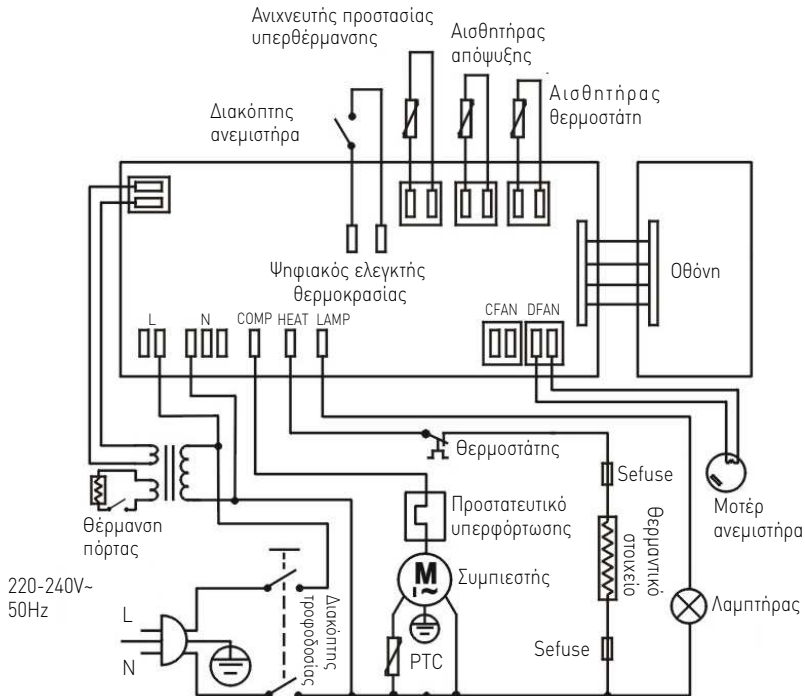 Ανιχνευτής προστασίας
υπερθέρμανσης
Αισθητήρας
απόψυξης
Αισθητήρας
θερμοστάτη
Διακόπτης
ανεμιστήρα
Ψηφιακός ελεγκτής
θερμοκρασίας
Οθόνη
L
N
COMP
HEAT
LAMP
CFAN
DFAN
Θερμοστάτης
Sefuse
Προστατευτικό
υπερφόρτωσης
Μοτέρ
ανεμιστήρα
Θέρμανση
πόρτας
Θερμαντικό
στοιχείο
M
1~
Συμπιεστής
220-240V~
50Hz
L
N
Διακόπτης
τροφοδοσίας
PTC
Sefuse
Λαμπτήρας